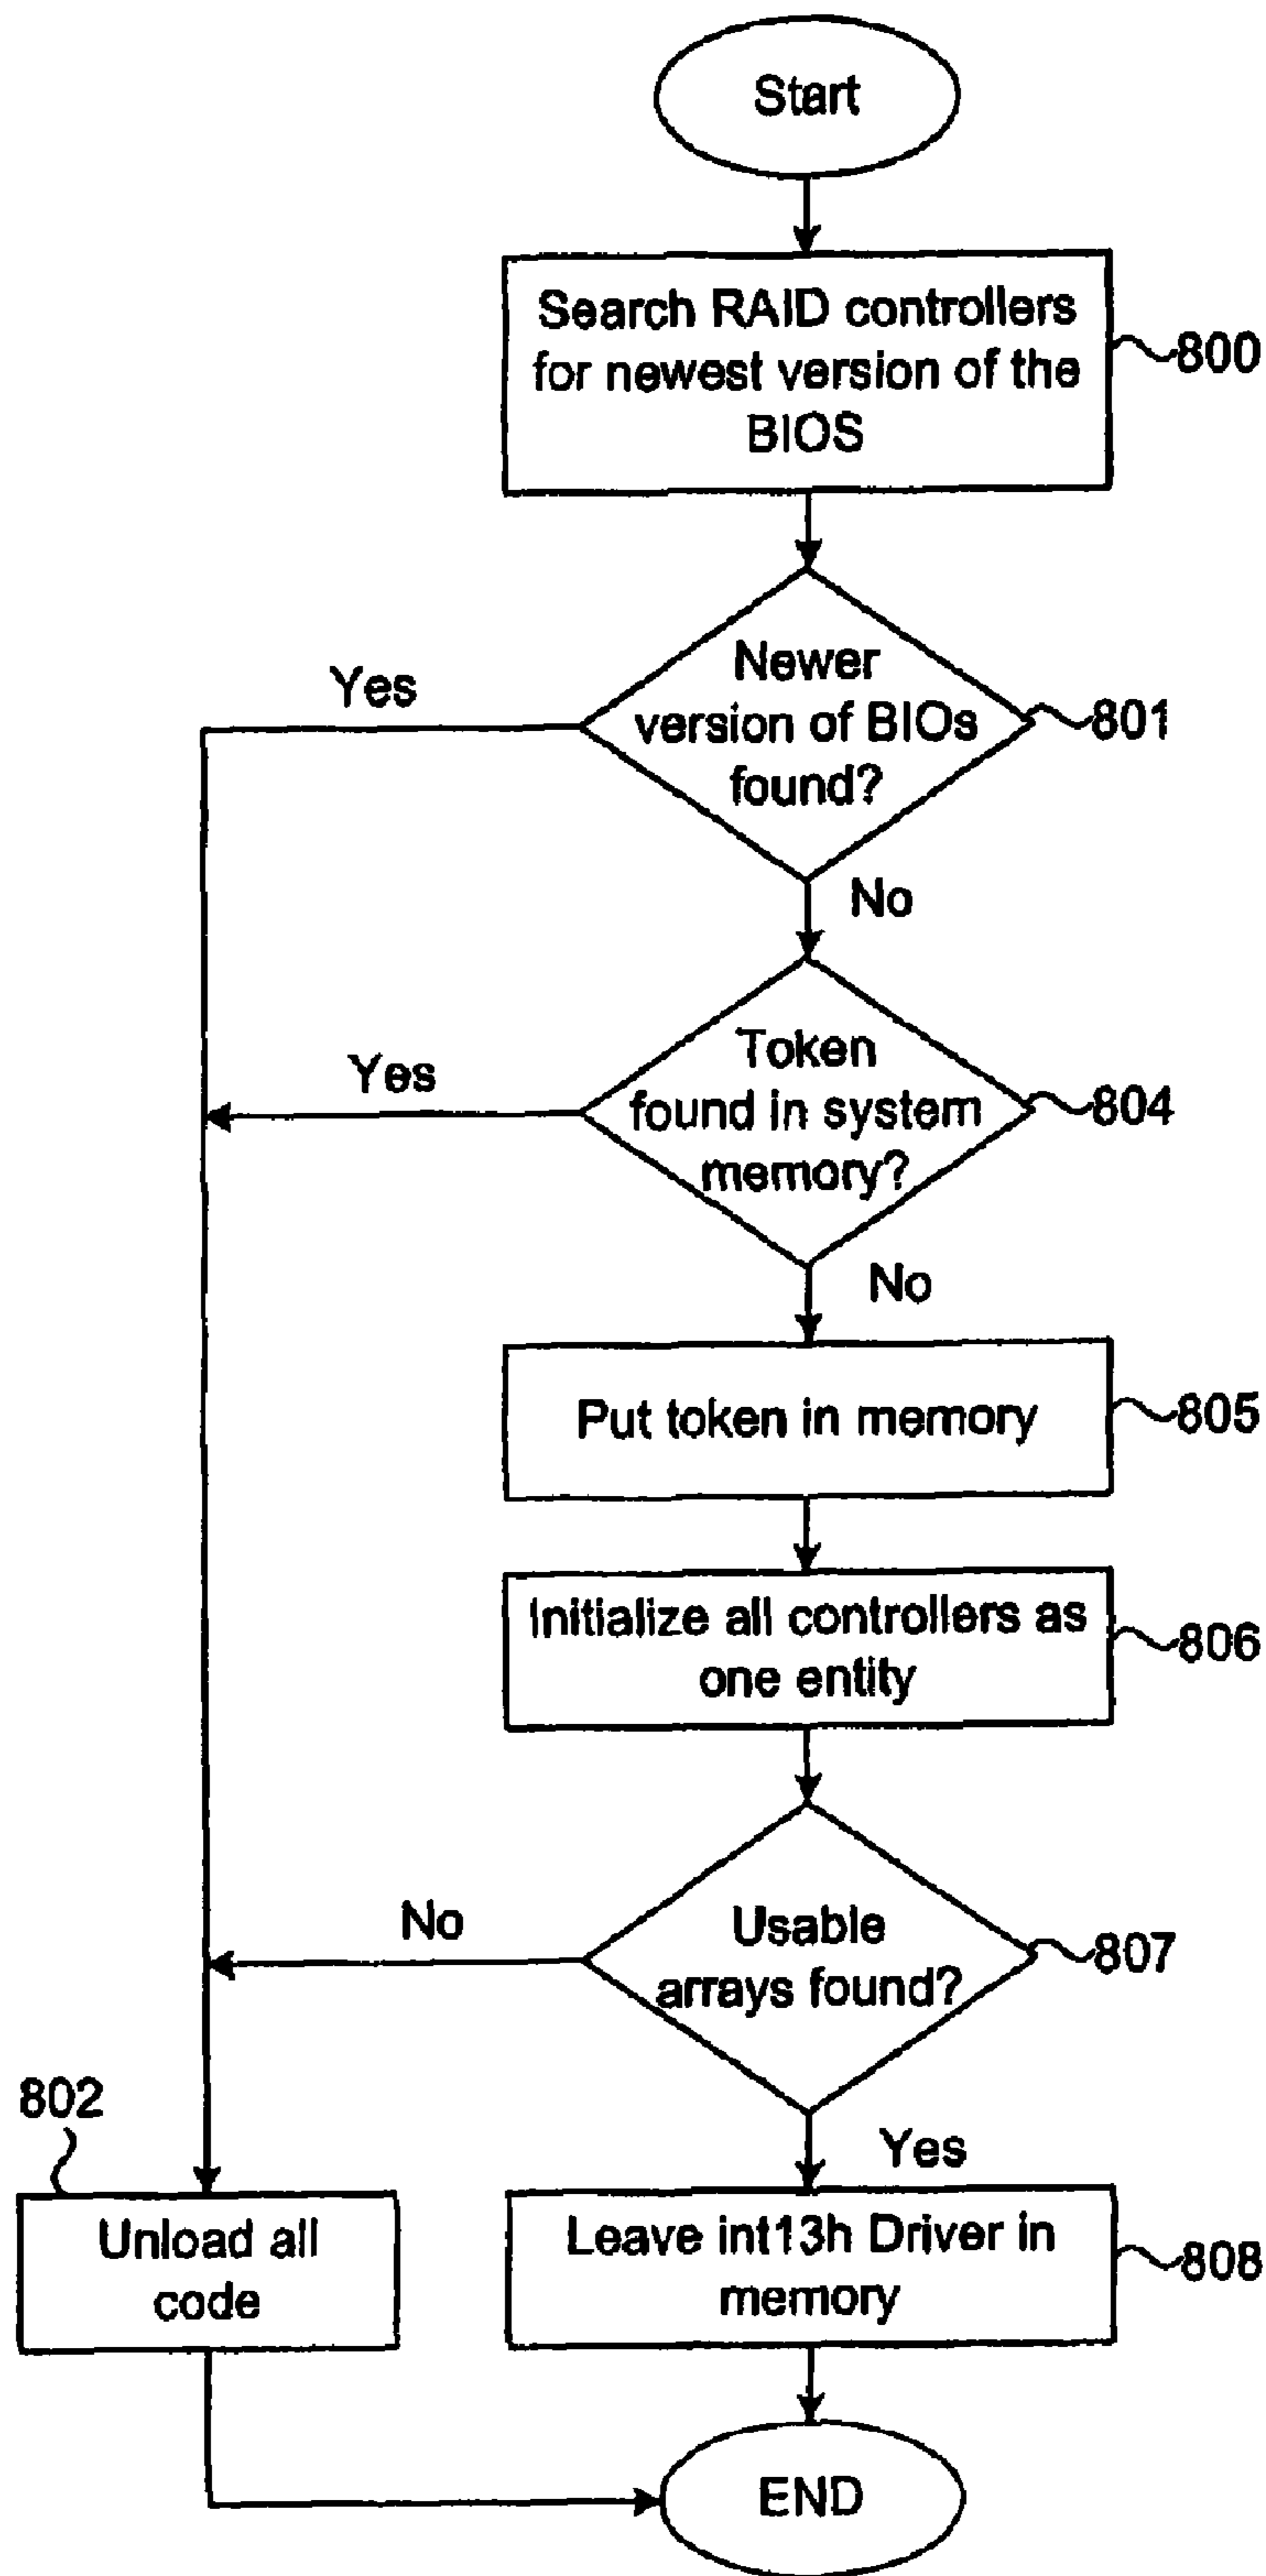 Start
Search RAID controllers
for newest version of the
BIOS
800
Newer
version of BIOs
found?
801
Yes
No
Token
found in system
memory?
804
Yes
No
Put token in memory
805
Initialize all controllers as
one entity
806
Usable
arrays found?
807
No
Yes
802
Unload all
code
Leave int13h Driver in
memory
808
END